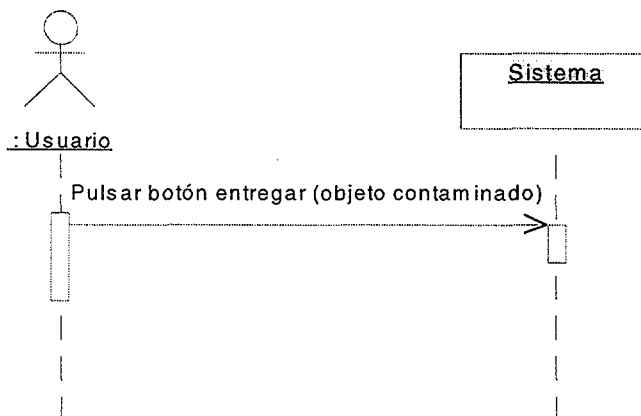 Sistema
: Usuario
Pulsar botón entregar (objeto contaminado)